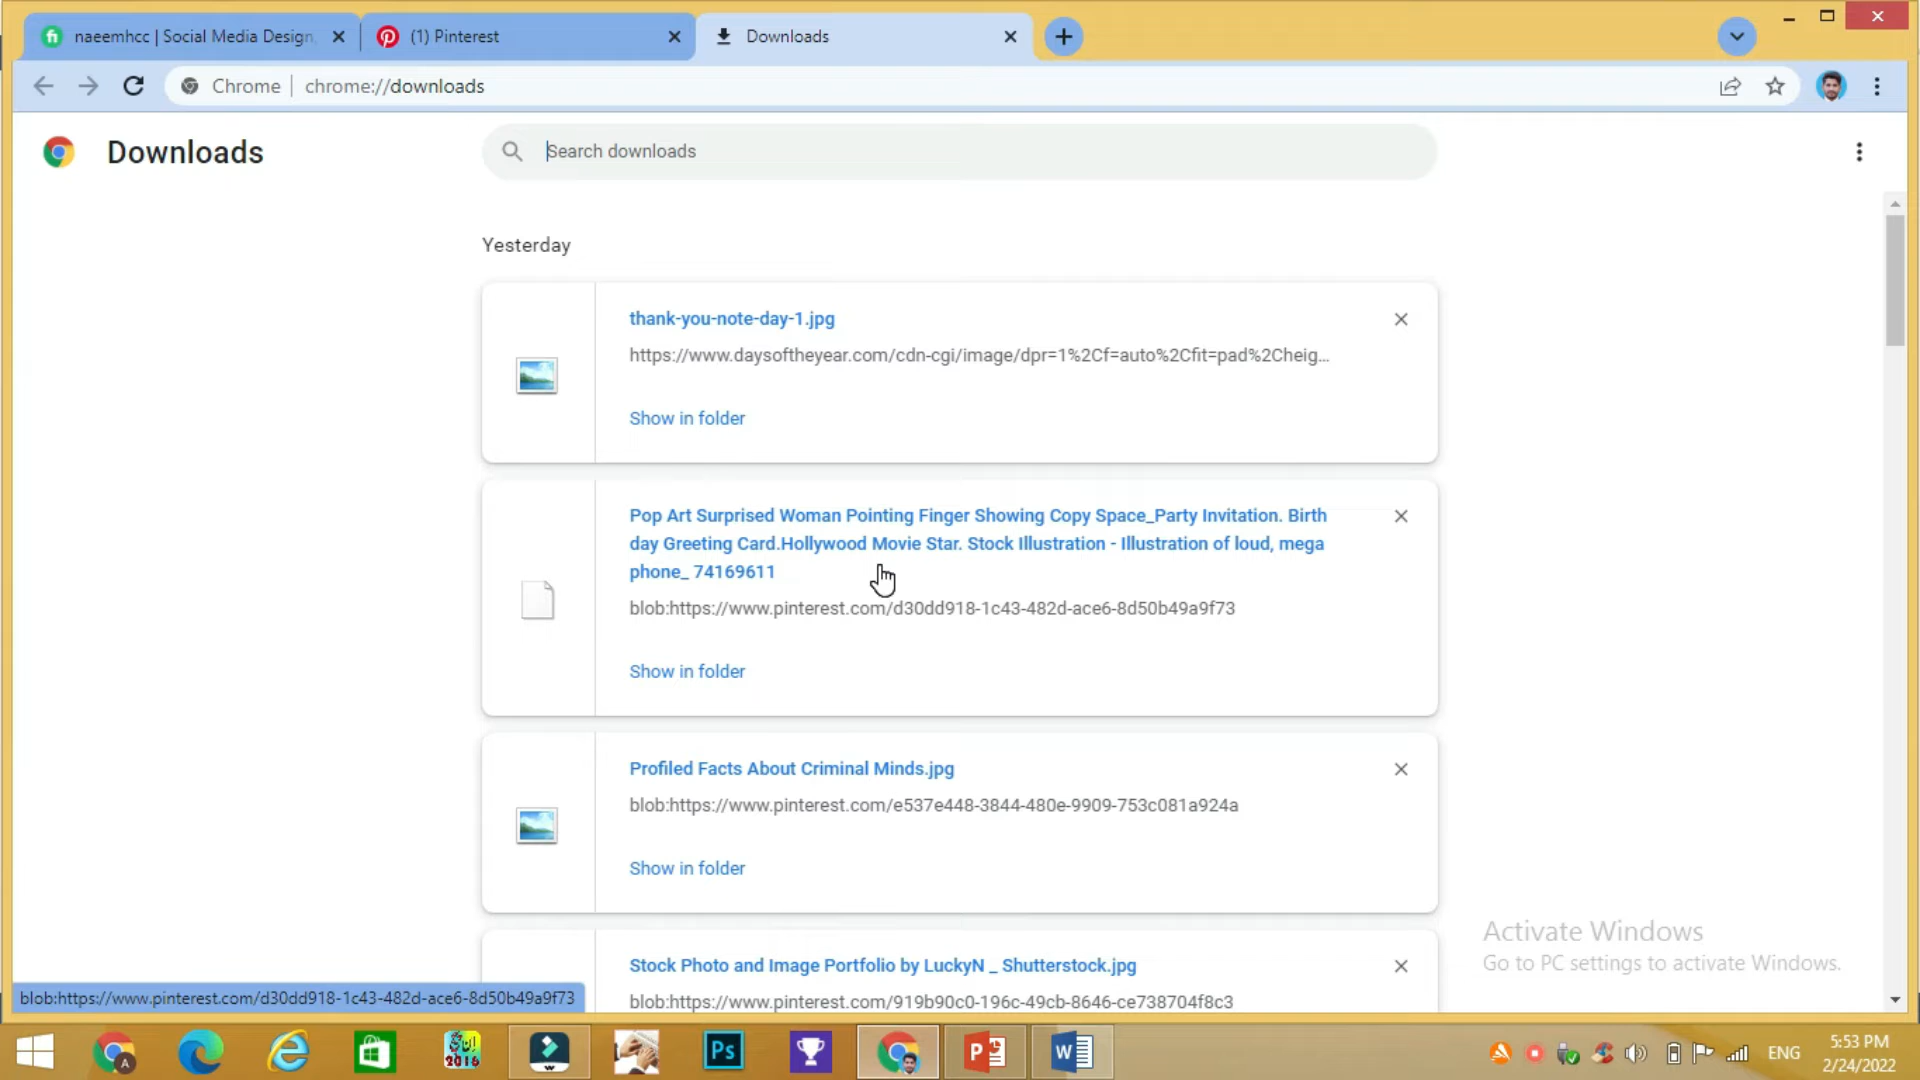 naeemhcc | Social Media Design,
(1) Pinterest
Downloads
Chrome
chrome://downloads
Downloads
Search downloads
Yesterday
thank-you-note-day-1.jpg
https://www.daysoftheyear.com/cdn-cgi/image/dpr=1%2Cf=auto%2Cfit=pad%2Cheig...
Show in folder
Pop Art Surprised Woman Pointing Finger Showing Copy Space_Party Invitation. Birth
day Greeting Card.Hollywood Movie Star. Stock Illustration - Illustration of loud, mega
phone_ 74169611
blob:https://www.pinterest.com/d30dd918-1c43-482d-ace6-8d50b49a9f73
Show in folder
Profiled Facts About Criminal Minds.jpg
blob:https://www.pinterest.com/e537e448-3844-480e-9909-753c081a924a
Show in folder
Stock Photo and Image Portfolio by LuckyN _ Shutterstock.jpg
blob:https://www.pinterest.com/919b90c0-196c-49cb-8646-ce738704f8c3
Activate Windows
Go to PC settings to activate Windows.
blob:https://www.pinterest.com/d30dd918-1c43-482d-ace6-8d50b49a9f73
Ps
ENG
5:53 PM
2/24/2022